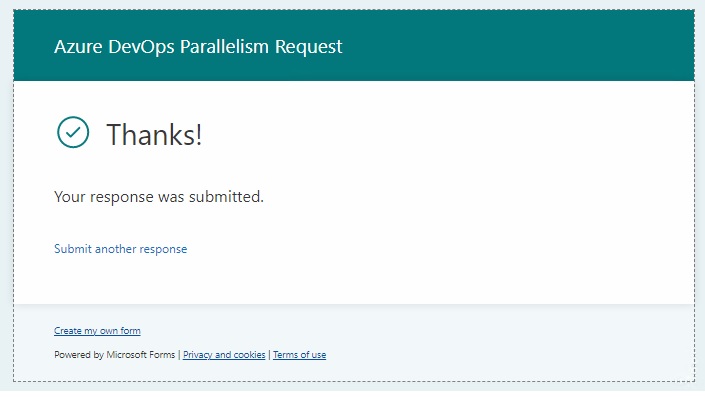 Azure DevOps Parallelism Request
Thanks!
Your response was submitted.
Submit another response
Create my own form
Powered by Microsoft Forms | Privacy and cookies | Terms of use